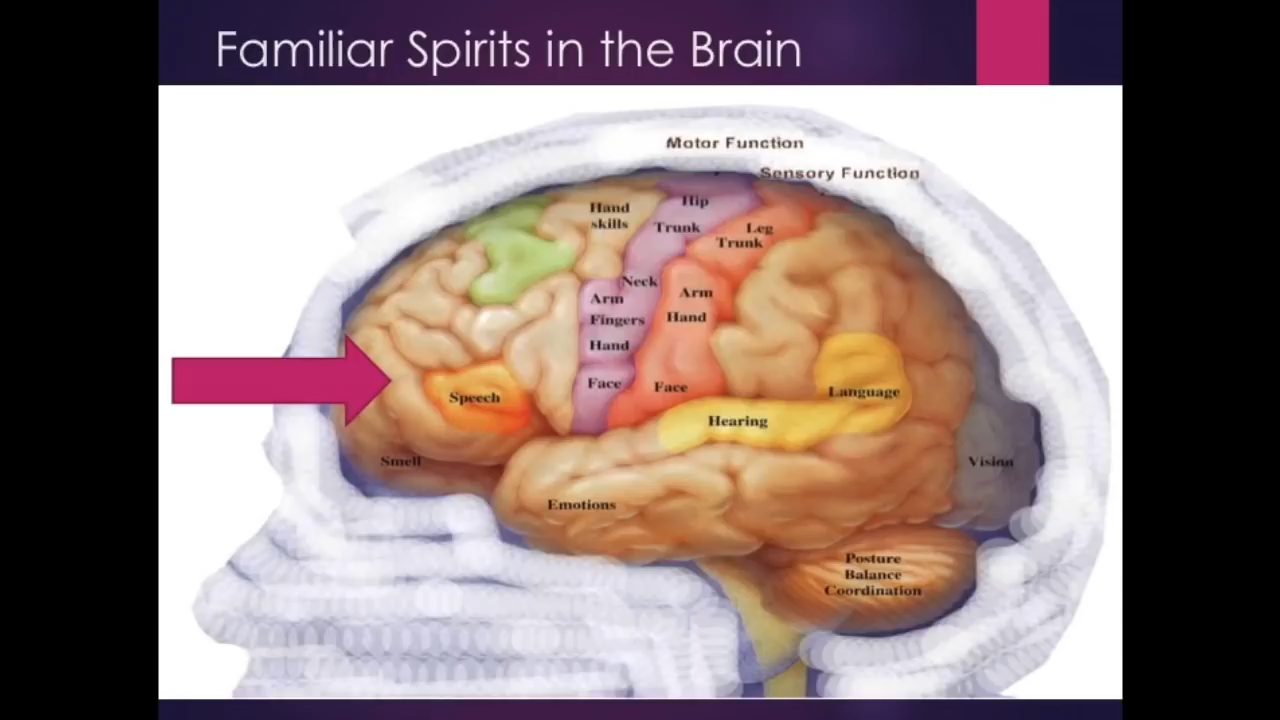 Familiar Spirits in the Brain
Motor Function
Sensory Function
Hip
Hand
skills
Trunk
Leg
Trunk
Neck
Arm
Arm
Fingers
Hand
Hand
Face
Face
Speech
Language
Hearing
Smell
Vision
Emotions
Posture
Balance
Coordination